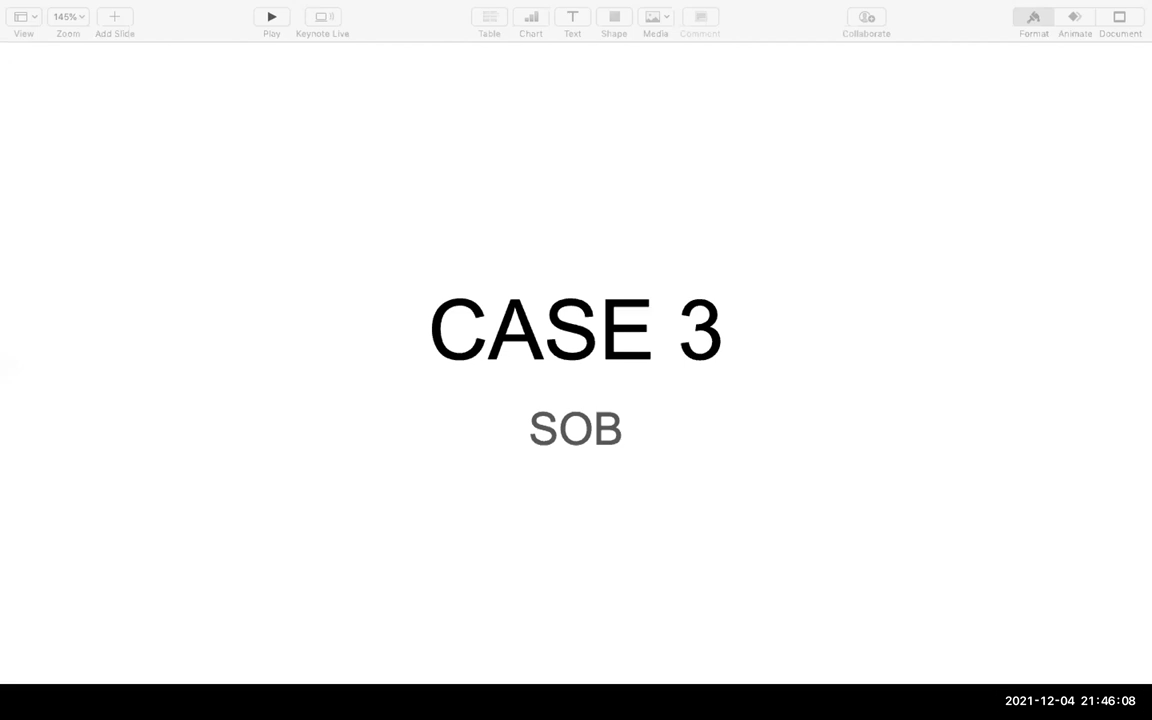 145%
View
Zoom
Add Slide
Play
Keynote Live
Table
Chart
Text
Shape
Media
Comment
Collaborate
Format
Animate
Document
CASE 3
SOB
2021-12-04 21:46:08